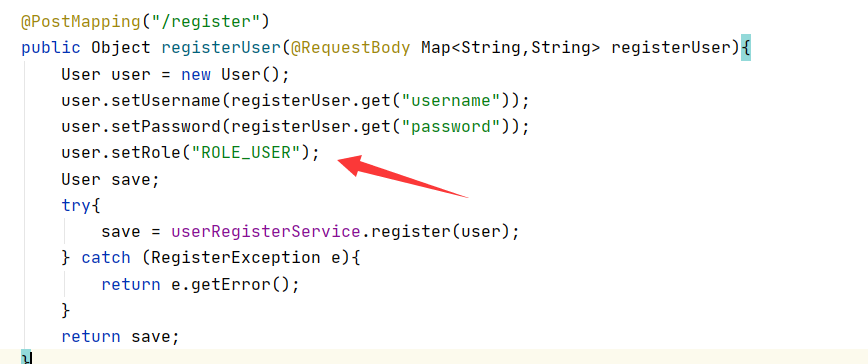 @PostMapping("/register")
public Object registerUser(@RequestBody Map<String,String> registerUser){
    User user = new User();
    user.setUsername(registerUser.get("username"));
    user.setPassword(registerUser.get("password"));
    user.setRole("ROLE_USER");
    User save;
    try{
        save = userRegisterService.register(user);
    } catch (RegisterException e){
        return e.getError();
    }
    return save;
}